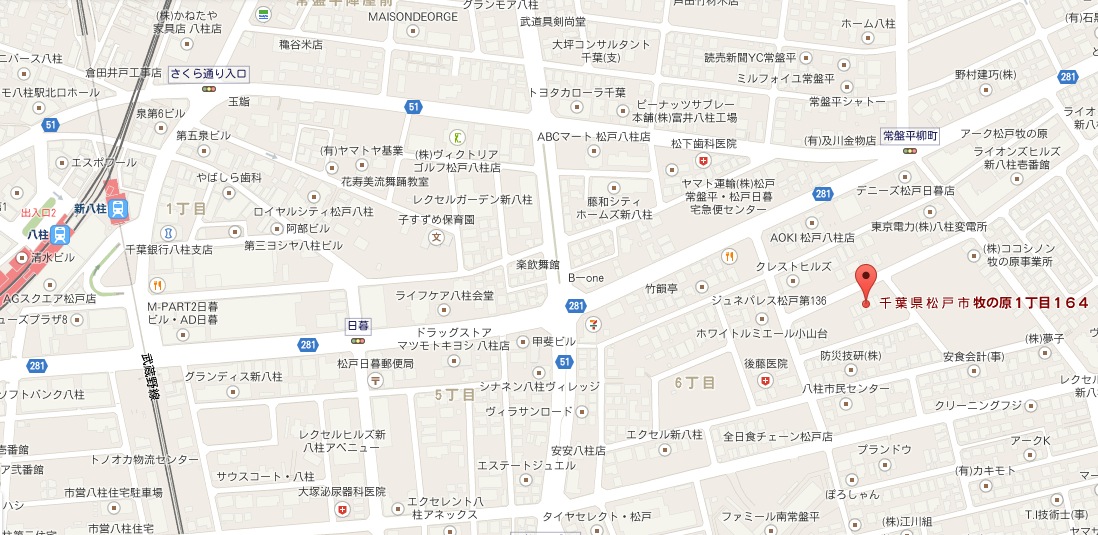 常盤平陣屋前
グランモア八柱
戸田竹材木店
(株)かねたや
家具店 八柱店
MAISONDEORGE
武道具剣尚堂
ホーム八柱
穐谷米店
大坪コンサルタント
千葉(支)
読売新聞YC常盤平
倉田井戸工事店
さくら通り入口
ミルフォイユ常盤平
野村建巧(株)
281
モ八柱駅北口ホールー
玉鮨
51
トヨタカローラ千葉
ピーナッツサブレー
本舗(株)富井八柱工場
常盤平シャトー
泉第6ビル
51
第五泉ビル
ABCマート 松戸八柱店
(有)及川金物店
常盤平柳町
アーク松戸牧の原
松下歯科医院
(有)ヤマトヤ基業
(株)ヴィクトリア
ゴルフ松戸八柱店
ライオンズヒルズ
新八柱壱番館
エスポワール
やはしら歯科
花寿美流舞踊教室
ヤマト運輸(株)松戸
常盤平・松戸日暮
宅急便センター
281
デニーズ松戸日暮店
レクセルガーデン新八柱
藤和シティ
ホームズ新八柱
出入口2
新八柱
1丁目
ロイヤルシティ松戸八柱
子すずめ保育園
八柱
阿部ビル
東京電力(株)八柱変電所
AOKI 松戸八柱店
千葉銀行八柱支店
第三ヨシヤ八柱ビル
(株)ココシノン
牧の原事業所
清水ビル
楽飲舞館
B-one
クレストヒルズ
竹餾亭
AGスクエア松戸店
ライフケア八柱会堂
ジュネパレス松戸第136
千葉県松戸市牧の原1丁目164
M-PART2日暮
ビル・AD日暮
281
日暮
ドラッグストア
マツモトキヨシ 八柱店
ホワイトルミエール小山台
281
甲斐ビル
(株)夢子
281
武蔵野線
松戸日暮郵便局
51
後藤医院
防災技研(株)
安食会計(事)
グランディス新八柱
シナネン八柱ヴィレッジ
6丁目
八柱市民センター
ソフトバンク八柱
5丁目
ヴィラサンロード
クリーニングフジ
レクセルヒルズ新
八柱アベニュー
エクセル新八柱
全日食チェーン松戸店
安安八柱店
アークK
トノオカ物流センター
プランドウ
エステートジュエル
サウスコート・八柱
(有)カキモト
市営八柱住宅駐車場
大塚泌尿器科医院
ぽろしゃん
エクセレント八
柱アネックス
市営八柱住宅
タイヤセレクト・松戸
ファミール南常盤平
(株)江川組
T.I技術士(事)